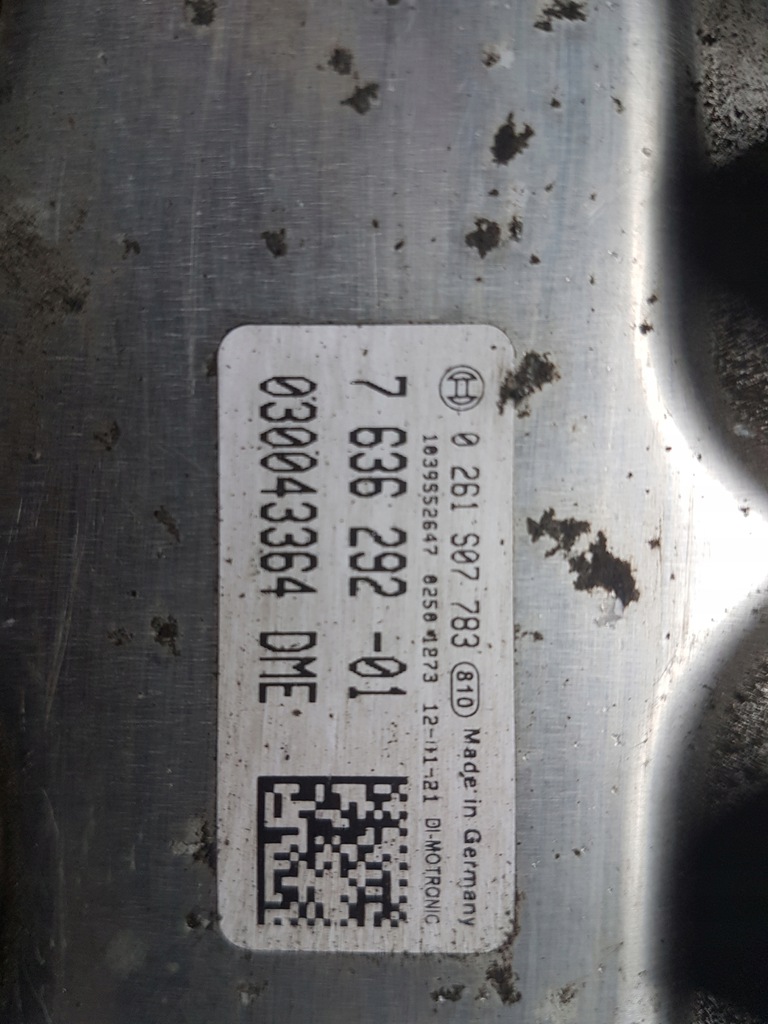 0 261 S07 783 810 Made in Germany
1039S52647 0250 1273 12-01-21 DI-MOTRONIC
7 636 292 -01
030043364 DME